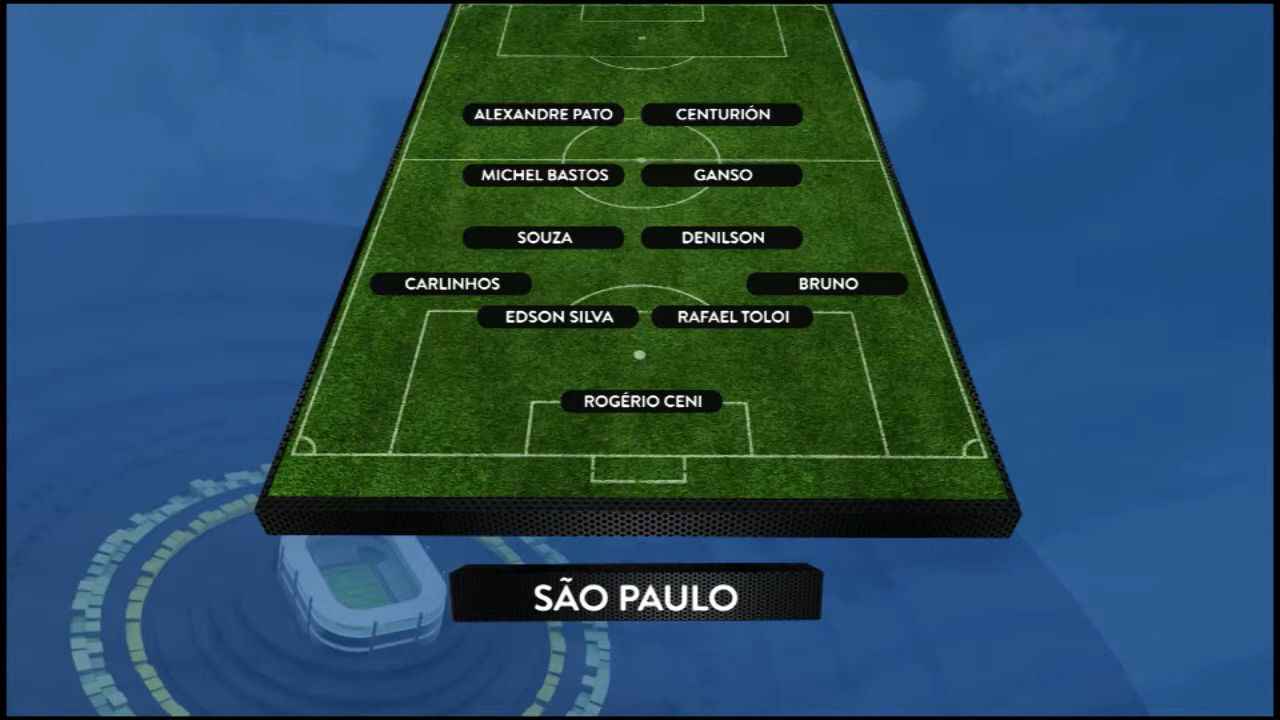 ALEXANDRE PATO CENTURIÓN
MICHEL BASTOS GANSO
SOUZA DENILSON
CARLINHOS BRUNO
EDSON SILVA RAFAEL TOLOI
ROGÉRIO CENI
SÃO PAULO